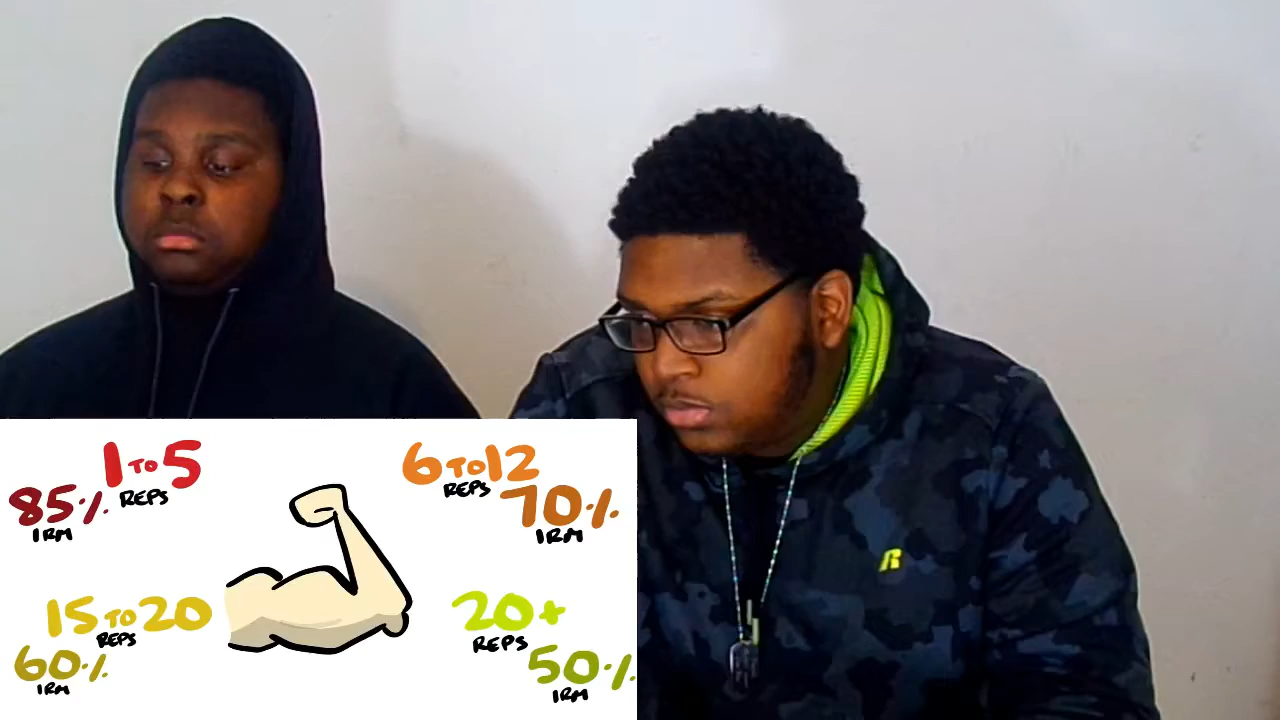 1 TO 5
REPS
85%
1RM
6 TO 12
REPS
70%
1RM
15 TO 20
REPS
60%
1RM
20+
REPS
50%
1RM
R